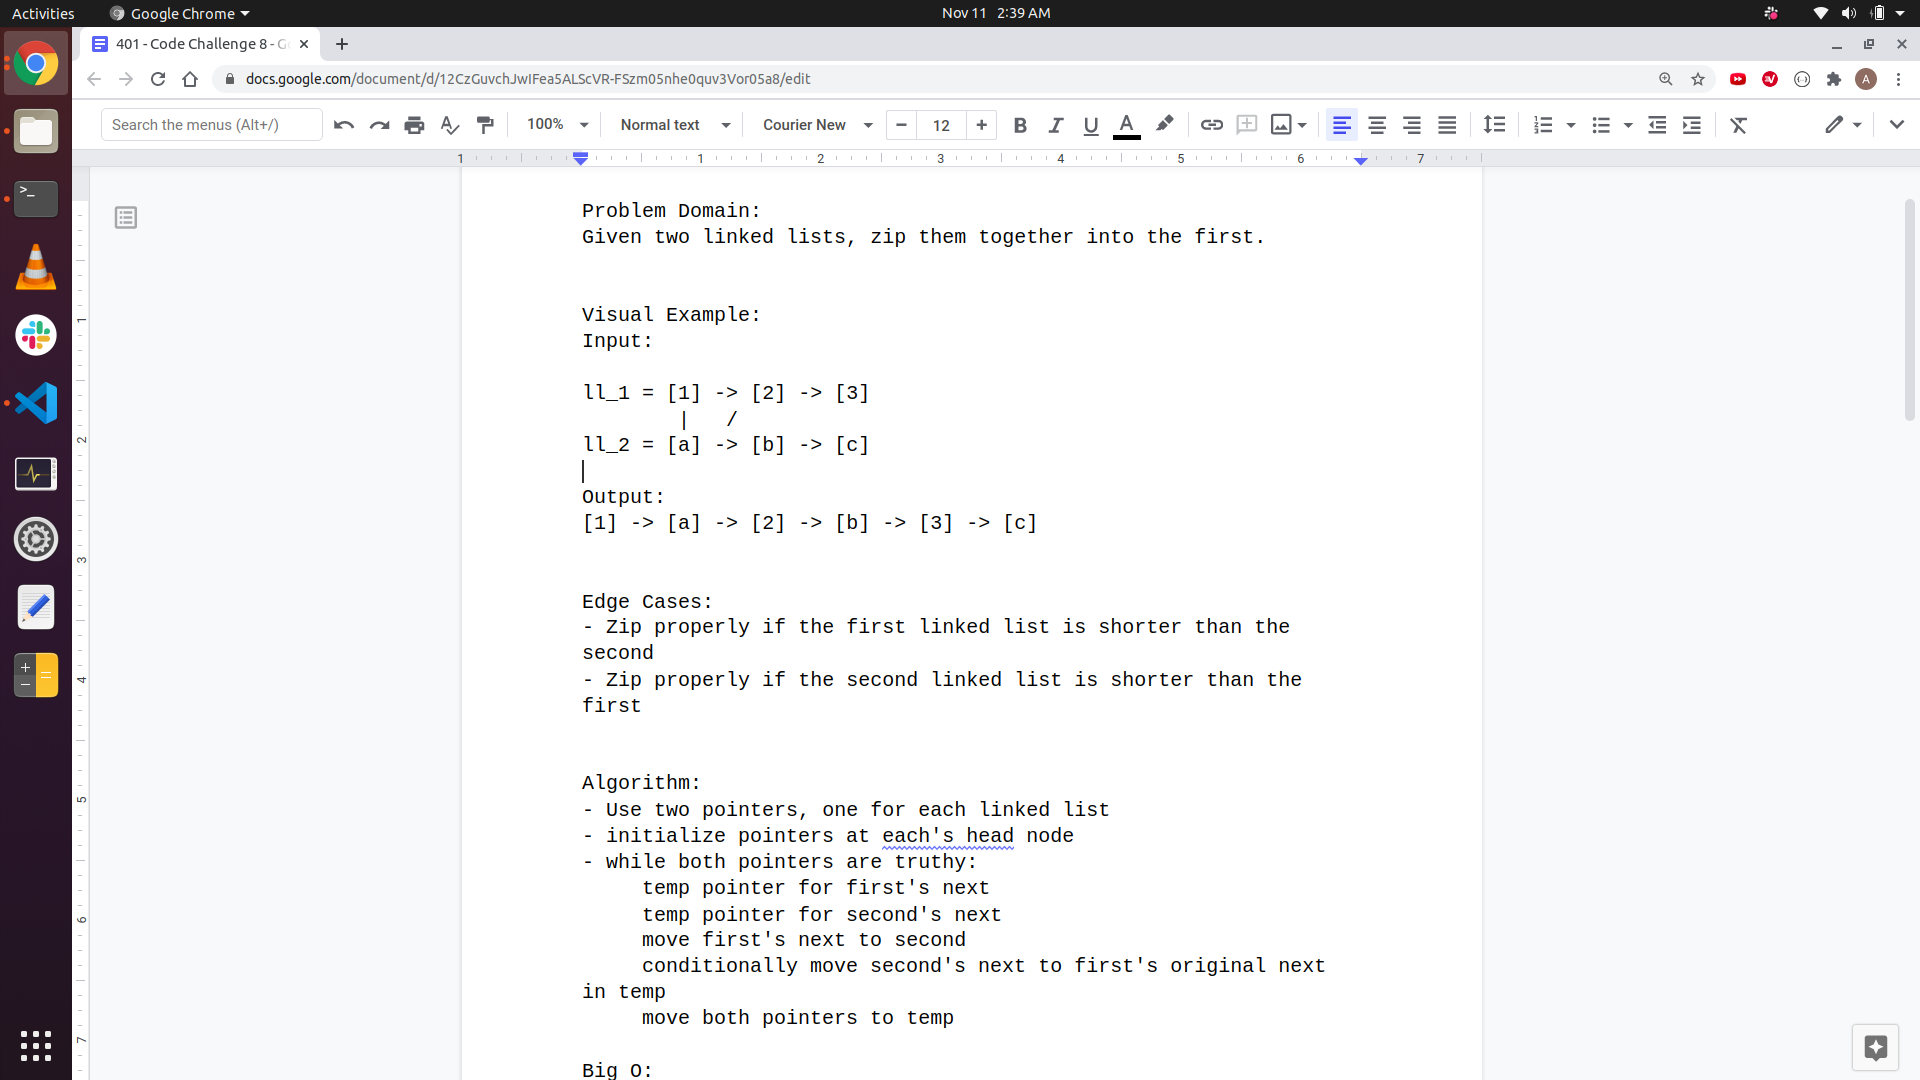 Activities Google Chrome Nov 11 2:39 AM
401 - Code Challenge 8 - G
docs.google.com/document/d/12CzGuvchJwIFea5ALScVR-FSzm05nhe0quv3Vor05a8/edit A
Search the menus (Alt+/) 100% Normal text Courier New 12 B I U A
1 1 2 3 4 5 6 7
Problem Domain:
Given two linked lists, zip them together into the first.
Visual Example:
Input:
ll_1 = [1] -> [2] -> [3]
| /
ll_2 = [a] -> [b] -> [c]
Output:
[1] -> [a] -> [2] -> [b] -> [3] -> [c]
Edge Cases:
- Zip properly if the first linked list is shorter than the
second
- Zip properly if the second linked list is shorter than the
first
Algorithm:
- Use two pointers, one for each linked list
- initialize pointers at each's head node
- while both pointers are truthy:
temp pointer for first's next
temp pointer for second's next
move first's next to second
conditionally move second's next to first's original next
in temp
move both pointers to temp
Big O:
1
2
3
4
5
6
7